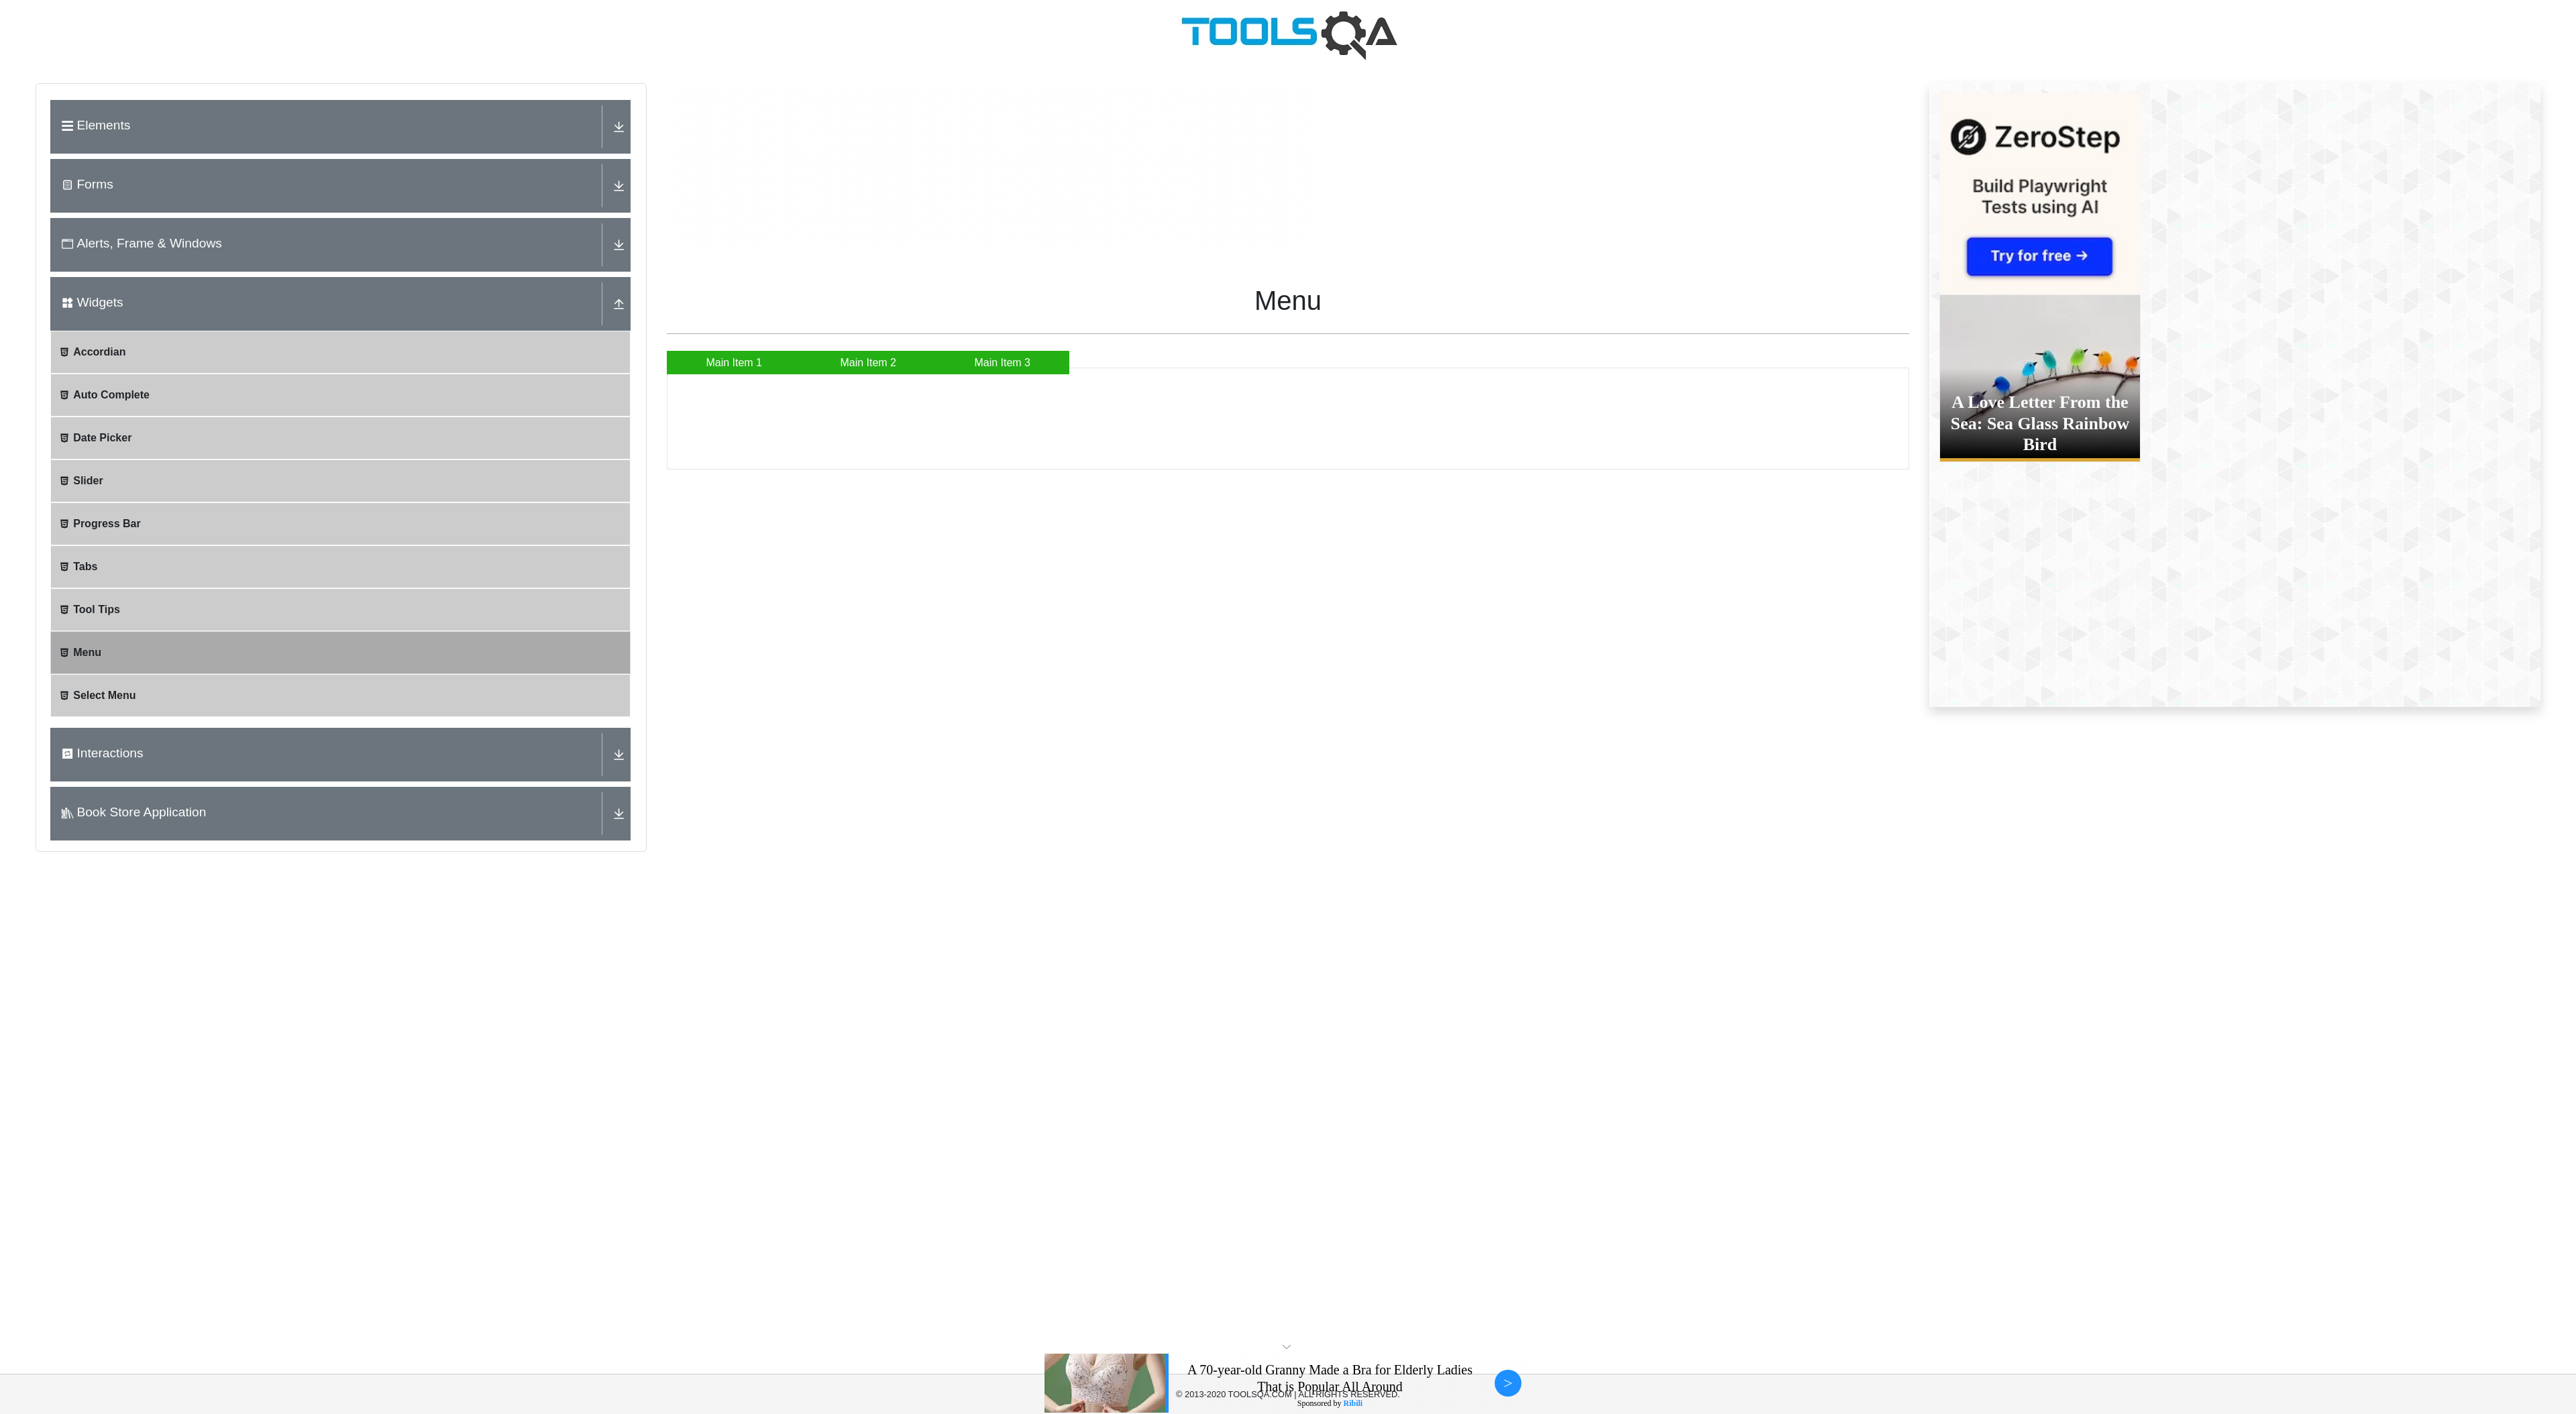 TOOLSQA
Elements
Forms
Alerts, Frame & Windows
Widgets
Accordian
Auto Complete
Date Picker
Slider
Progress Bar
Tabs
Tool Tips
Menu
Select Menu
Interactions
Book Store Application
Menu
Main Item 1
Main Item 2
Main Item 3
ZeroStep
Build Playwright
Tests using AI
Try for free →
A Love Letter From the
Sea: Sea Glass Rainbow
Bird
A 70-year-old Granny Made a Bra for Elderly Ladies
That is Popular All Around
© 2013-2020 TOOLSQA.COM | ALL RIGHTS RESERVED.
Sponsored by Ribili
>